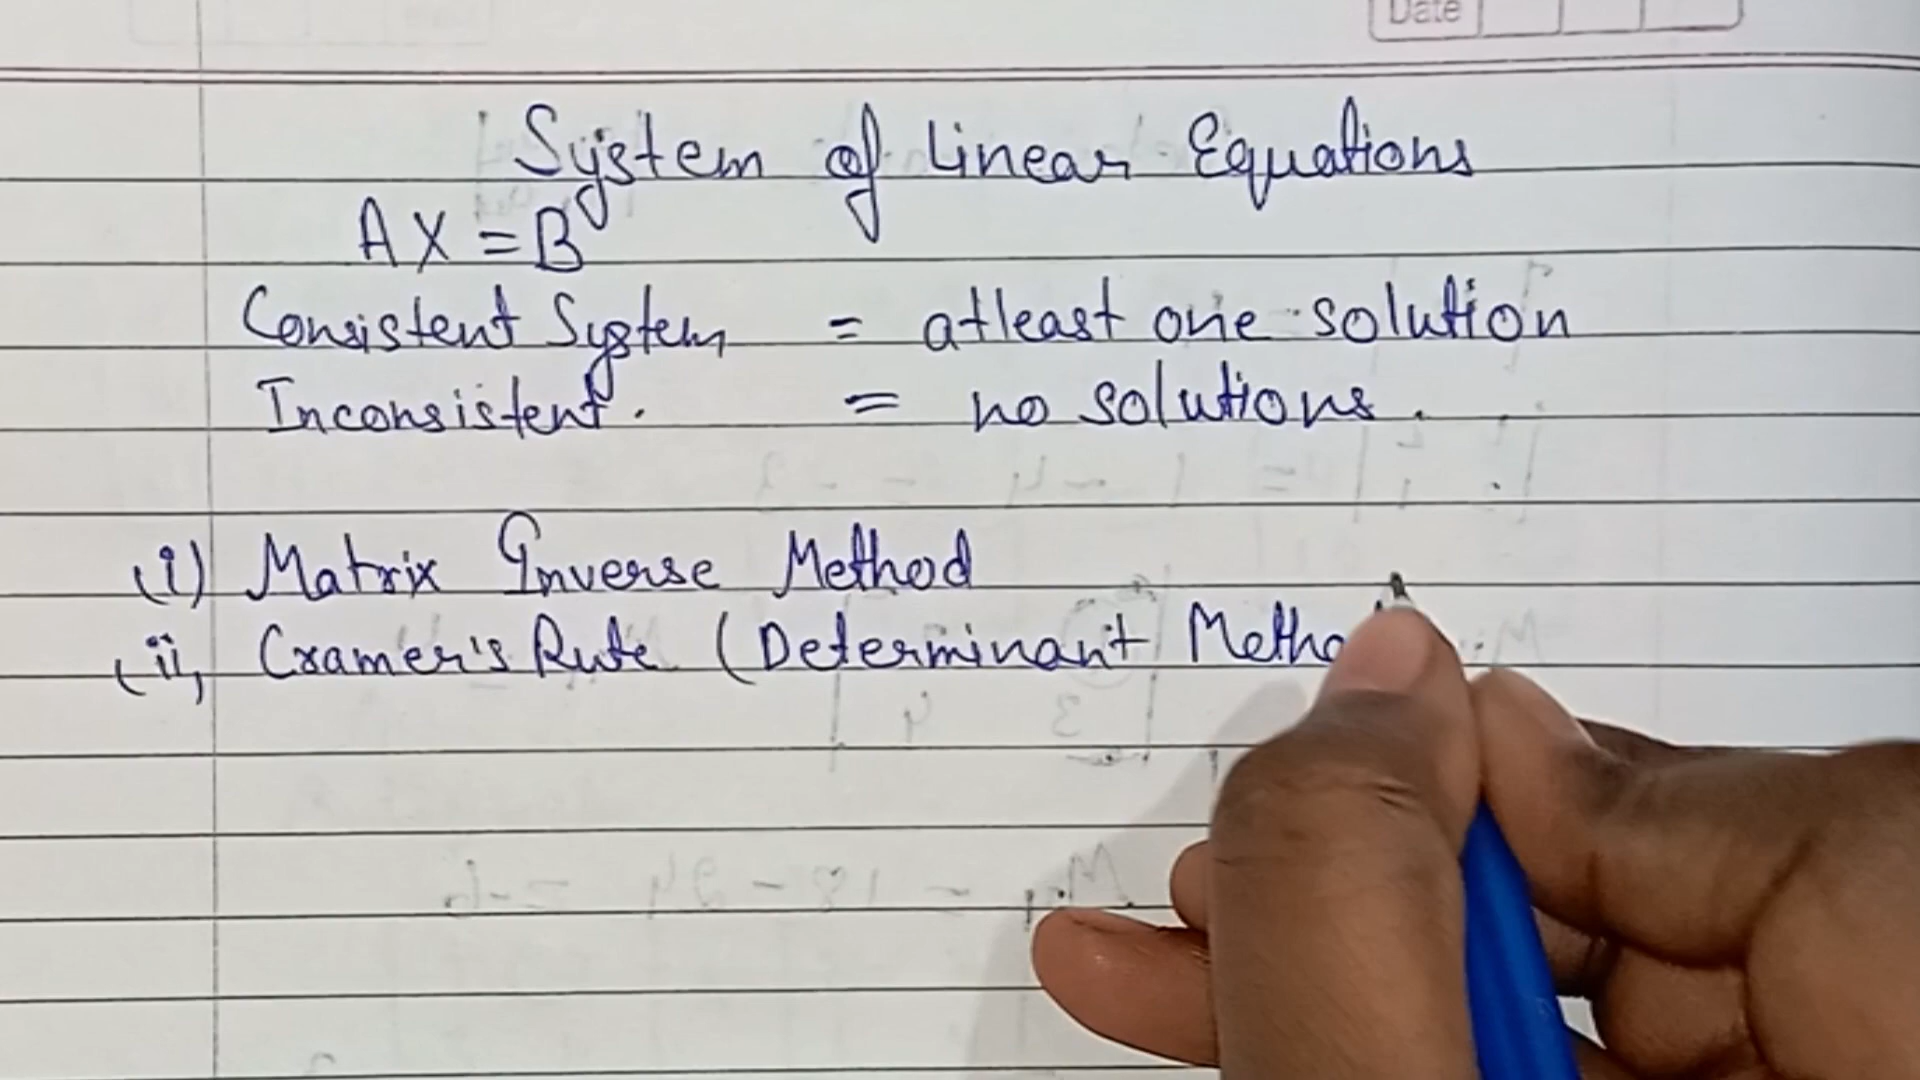 Date
System of Linear Equations
AX = B
Consistent System = atleast one solution
Inconsistent. = no solutions.
(i) Matrix Inverse Method
(ii) Cramer's Rule (Determinant Metho